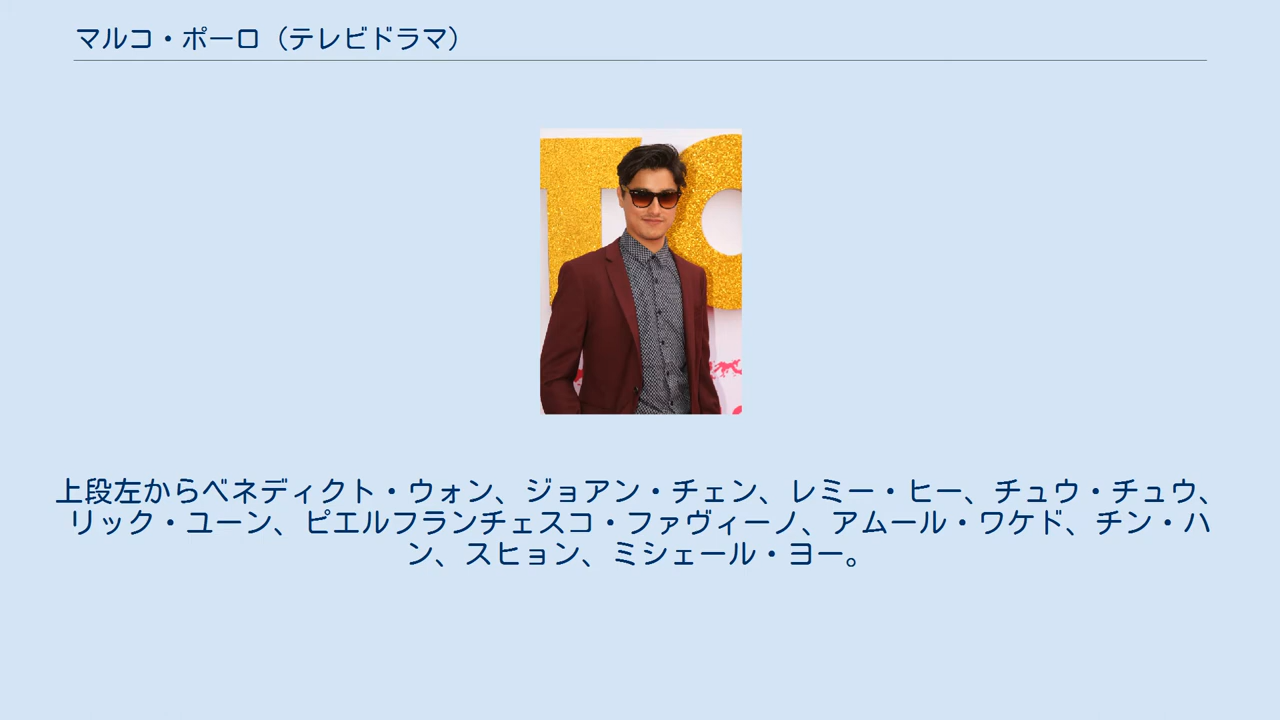 マルコ・ポーロ（テレビドラマ）
上段左からベネディクト・ウォン、ジョアン・チェン、レミー・ヒー、チュウ・チュウ、
リック・ユーン、ピエルフランチェスコ・ファヴィーノ、アムール・ワケド、チン・ハ
ン、スヒョン、ミシェール・ヨー。